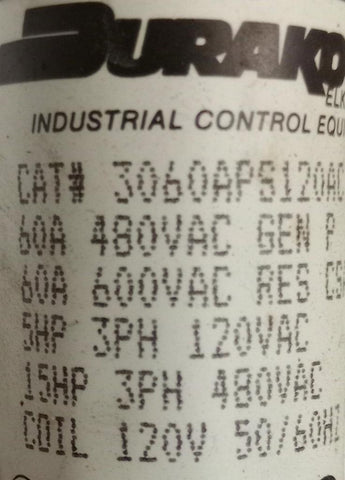 DURAKO
ELK
INDUSTRIAL CONTROL EQUI
CAT# 3060APS120AC
60A 480VAC GEN P
60A 600VAC RES CS
5HP 3PH 120VAC
15HP 3PH 480VAC
COIL 120V 50/60H